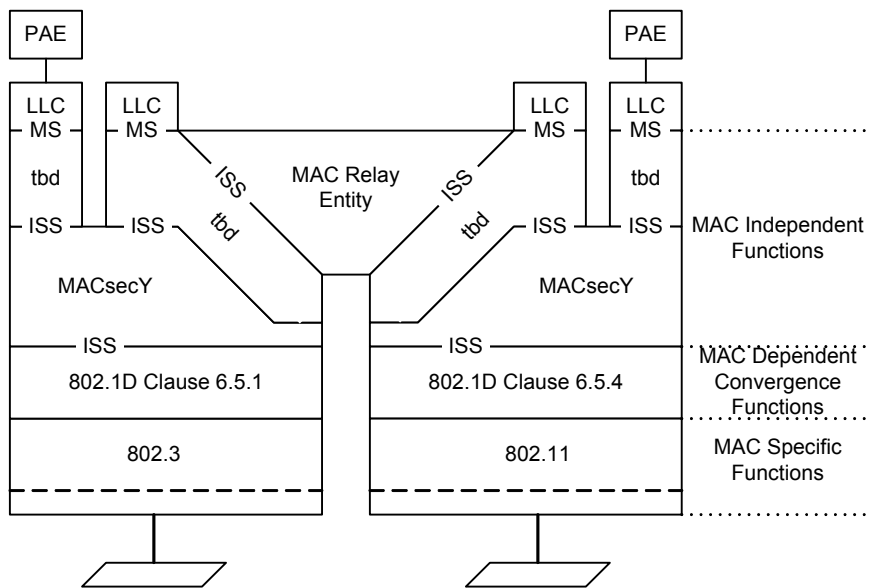 PAE
PAE
LLC
LLC
LLC
LLC
MS
MS
MS
MS
tbd
ISS
MAC Relay
Entity
ISS
tbd
tbd
tbd
ISS
ISS
ISS
ISS
MAC Independent
Functions
MACsecY
MACsecY
ISS
ISS
802.1D Clause 6.5.1
802.1D Clause 6.5.4
MAC Dependent
Convergence
Functions
802.3
802.11
MAC Specific
Functions